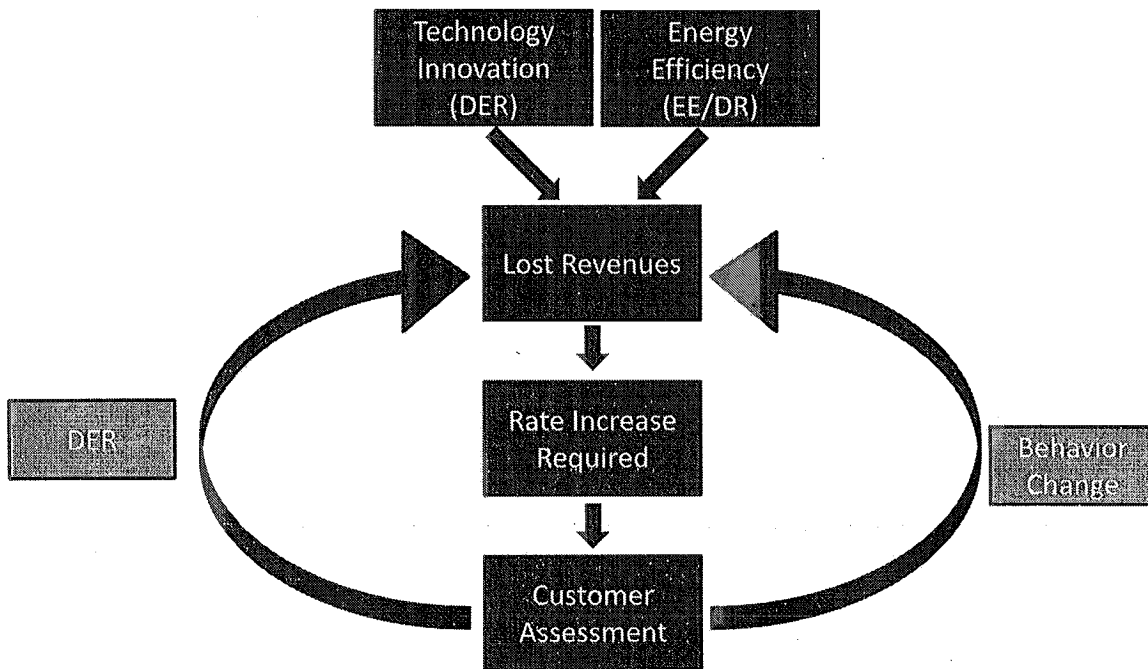 Technology
Innovation
(DER)
Energy
Efficiency
(EE/DR)
Lost Revenues
Rate Increase
Required
DER
Behavior
Change
Customer
Assessment